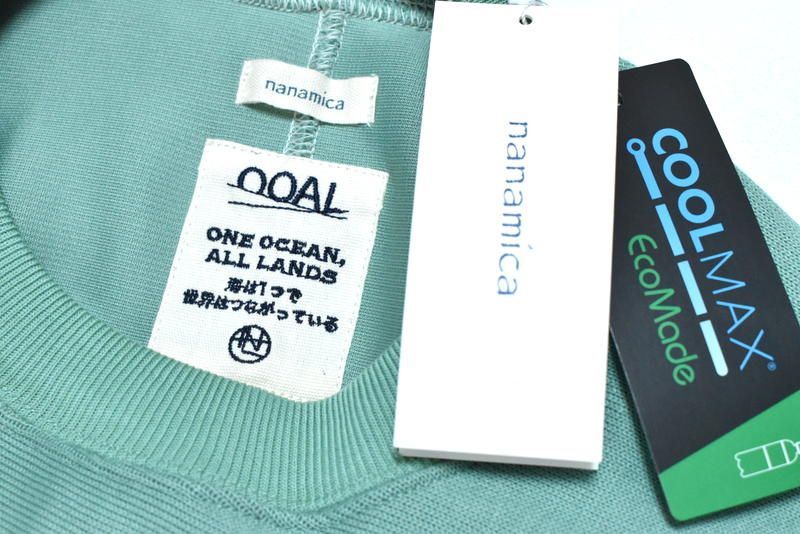 nanamica
OOAL
ONE OCEAN,
ALL LANDS
海は1つで
世界はつながっている
nanamica
COOLMAX®
EcoMade